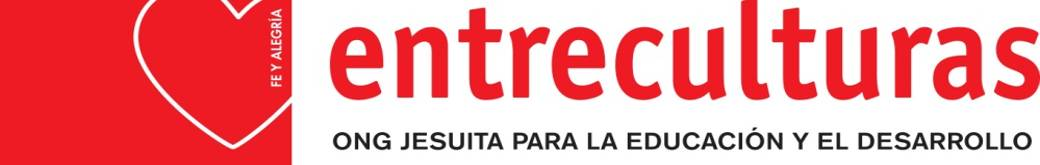 FE Y ALEGRÍA
entreculturas
ONG JESUITA PARA LA EDUCACIÓN Y EL DESARROLLO